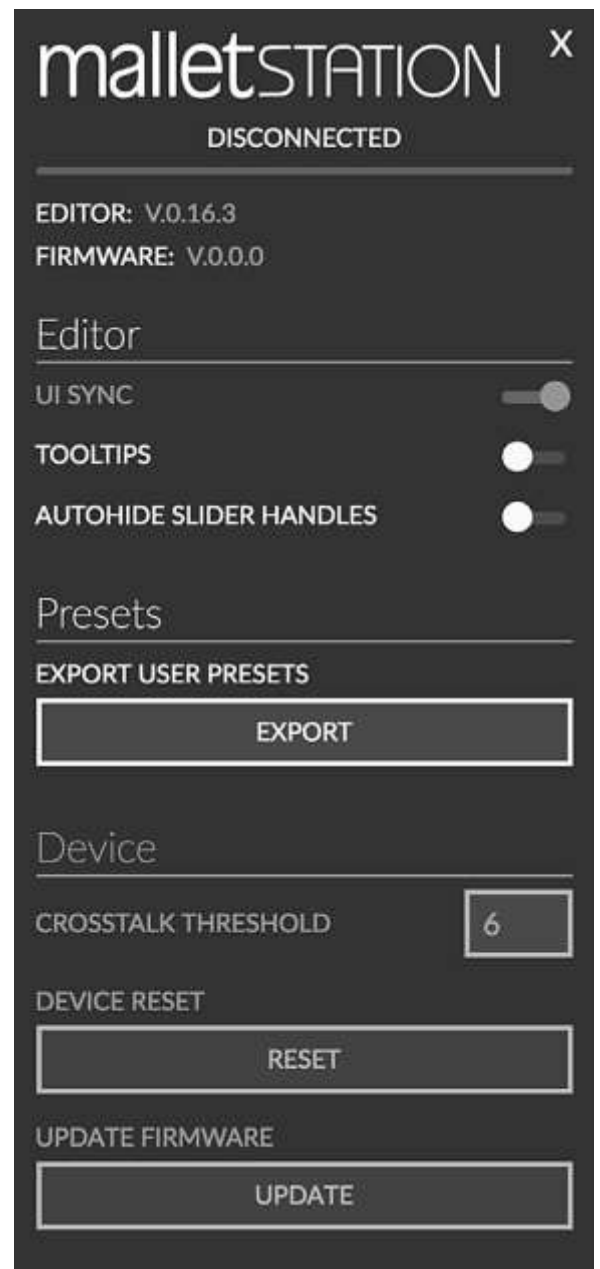 malletSTATION X
DISCONNECTED
EDITOR: V.0.16.3
FIRMWARE: V.0.0.0
Editor
UI SYNC
TOOLTIPS
AUTOHIDE SLIDER HANDLES
Presets
EXPORT USER PRESETS
EXPORT
Device
CROSSTALK THRESHOLD 6
DEVICE RESET
RESET
UPDATE FIRMWARE
UPDATE